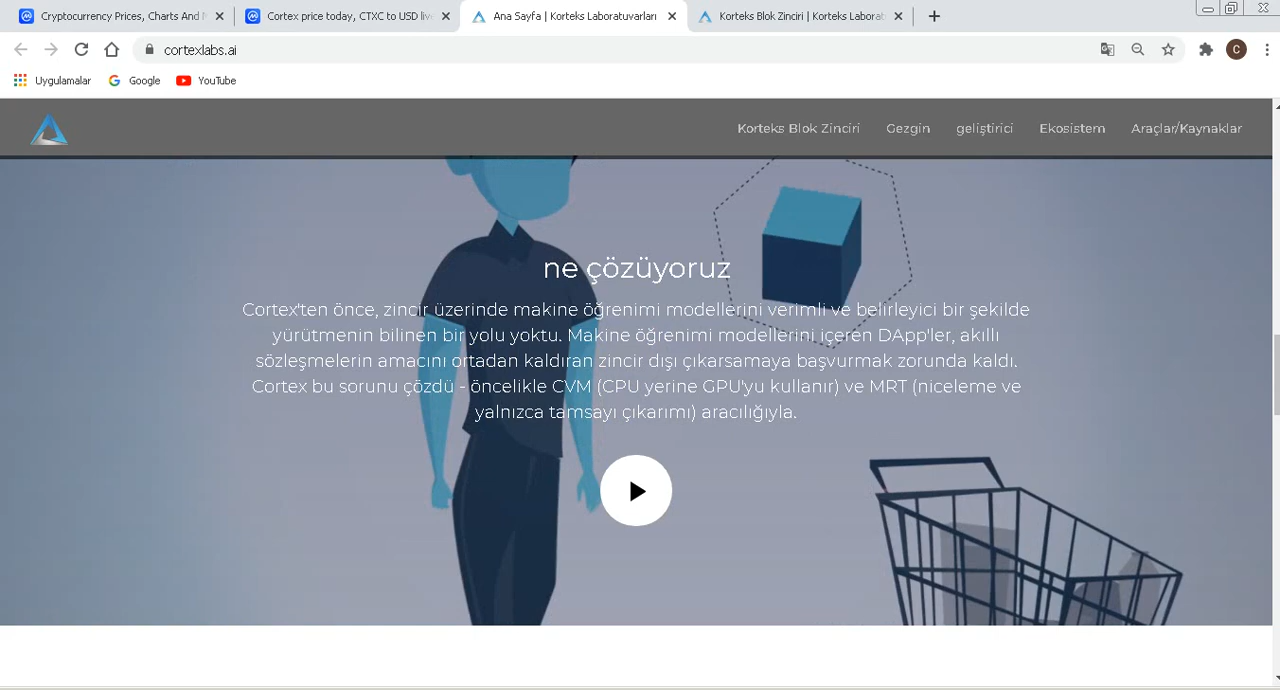 Cryptocurrency Prices, Charts And
Cortex price today, CTXC to USD live
Ana Sayfa | Korteks Laboratuvarları
Korteks Blok Zinciri | Korteks Laborat
cortexlabs.ai
C
Uygulamalar
Google
YouTube
Korteks Blok Zinciri
Gezgin
geliştirici
Ekosistem
Araçlar/Kaynaklar
ne çözüyoruz
Cortex'ten önce, zincir üzerinde makine öğrenimi modellerini verimli ve belirleyici bir şekilde
yürütmenin bilinen bir yolu yoktu. Makine öğrenimi modellerini içeren DApp'ler, akıllı
sözleşmelerin amacını ortadan kaldıran zincir dışı çıkarsamaya başvurmak zorunda kaldı.
Cortex bu sorunu çözdü - öncelikle CVM (CPU yerine GPU'yu kullanır) ve MRT (niceleme ve
yalnızca tamsayı çıkarımı) aracılığıyla.